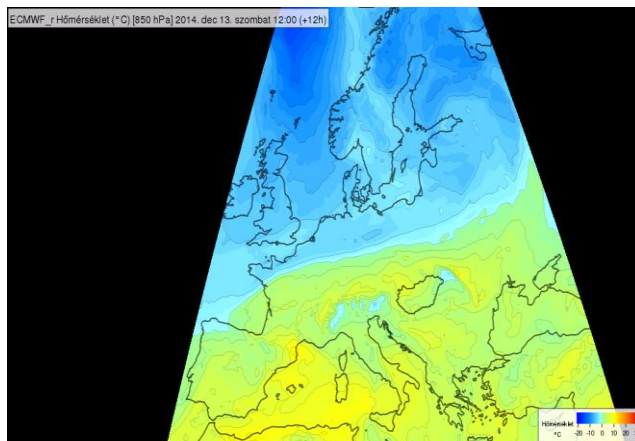 ECMWF_r Hőmérséklet (°C) [850 hPa] 2014. dec 13. szombat 12:00 (+12h)
Hőmérséklet
°C -20 -10 0 10 20